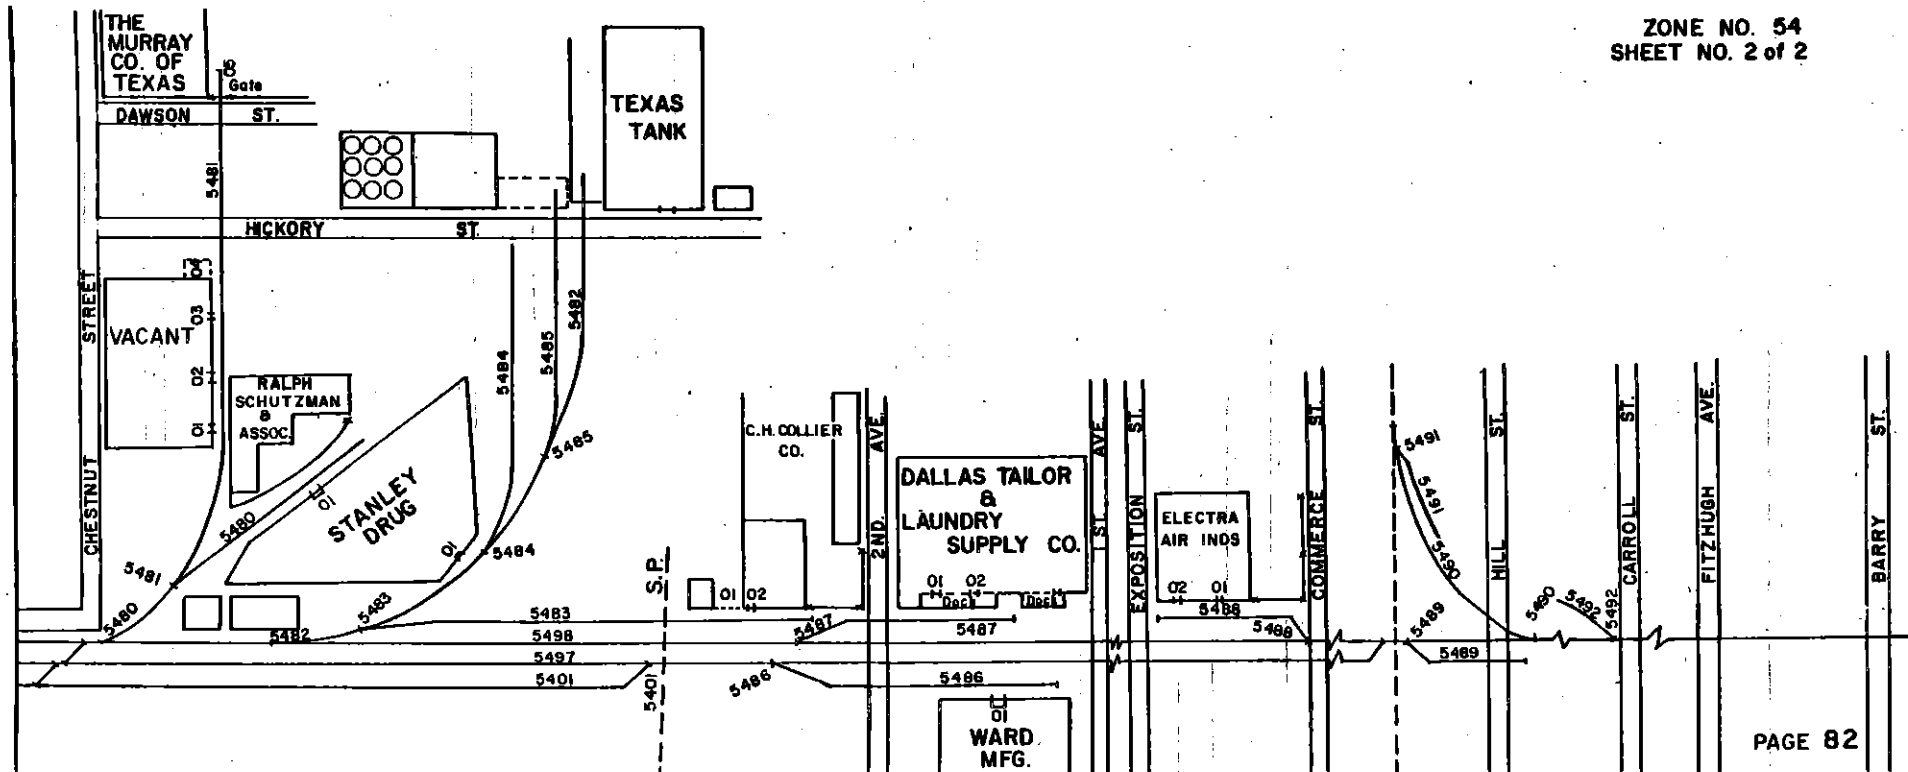 ZONE NO. 54
SHEET NO. 2 of 2
THE
MURRAY
CO. OF
TEXAS
05
Gate
DAWSON ST.
TEXAS
TANK
5481
HICKORY ST.
CHESTNUT STREET
04
03
VACANT
02
01
RALPH
SCHUTZMAN
&
ASSOC.
5480
01
STANLEY
DRUG
01
5484
5485
5482
5485
5484
5481
5480
5483
5482
5483
5498
5497
5401
S.P.
5401
C.H. COLLIER
CO.
01 02
2ND. AVE.
DALLAS TAILOR
&
LAUNDRY
SUPPLY CO.
01 02
Doc
Doc
5487
5487
5486
5486
01
WARD
MFG.
1 ST. AVE.
EXPOSITION ST.
ELECTRA
AIR INDS
02 01
5488
5488
COMMERCE ST.
5491
5491
5490
5489
5489
HILL ST.
5490
5492
5492
CARROLL ST.
FITZHUGH AVE.
BARRY ST.
PAGE 82